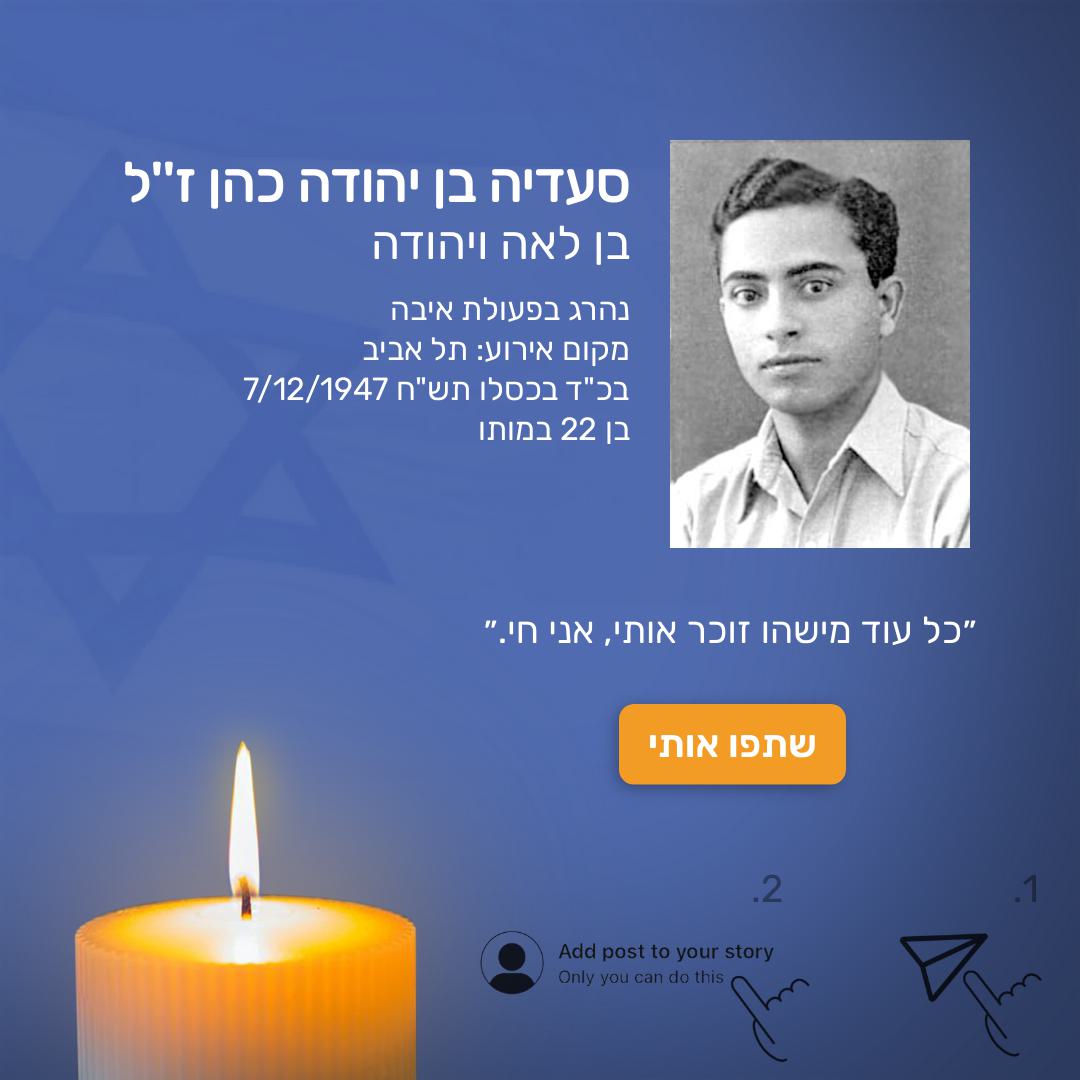 סעדיה בן יהודה כהן ז"ל
בן לאה ויהודה
נהרג בפעולת איבה
מקום אירוע: תל אביב
בכ"ד בכסלו תש"ח 7/12/1947
בן 22 במותו
״כל עוד מישהו זוכר אותי, אני חי.״
שתפו אותי
1.
2.
Add post to your story
Only you can do this